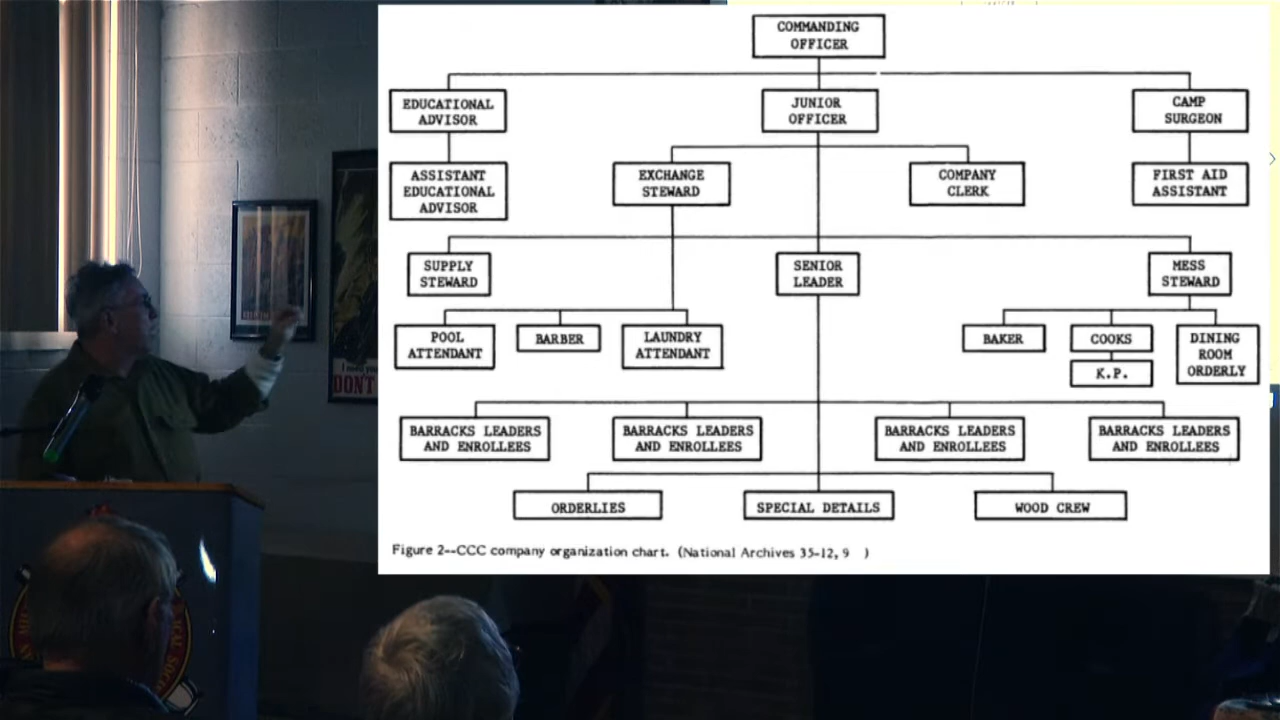 COMMANDING
OFFICER
EDUCATIONAL
ADVISOR
JUNIOR
OFFICER
CAMP
SURGEON
ASSISTANT
EDUCATIONAL
ADVISOR
EXCHANGE
STEWARD
COMPANY
CLERK
FIRST AID
ASSISTANT
SUPPLY
STEWARD
SENIOR
LEADER
MESS
STEWARD
POOL
ATTENDANT
BARBER
LAUNDRY
ATTENDANT
BAKER
COOKS
K.P.
DINING
ROOM
ORDERLY
BARRACKS LEADERS
AND ENROLLEES
BARRACKS LEADERS
AND ENROLLEES
BARRACKS LEADERS
AND ENROLLEES
BARRACKS LEADERS
AND ENROLLEES
ORDERLIES
SPECIAL DETAILS
WOOD CREW
Figure 2--CCC company organization chart. (National Archives 35-12, 9 )
DONT